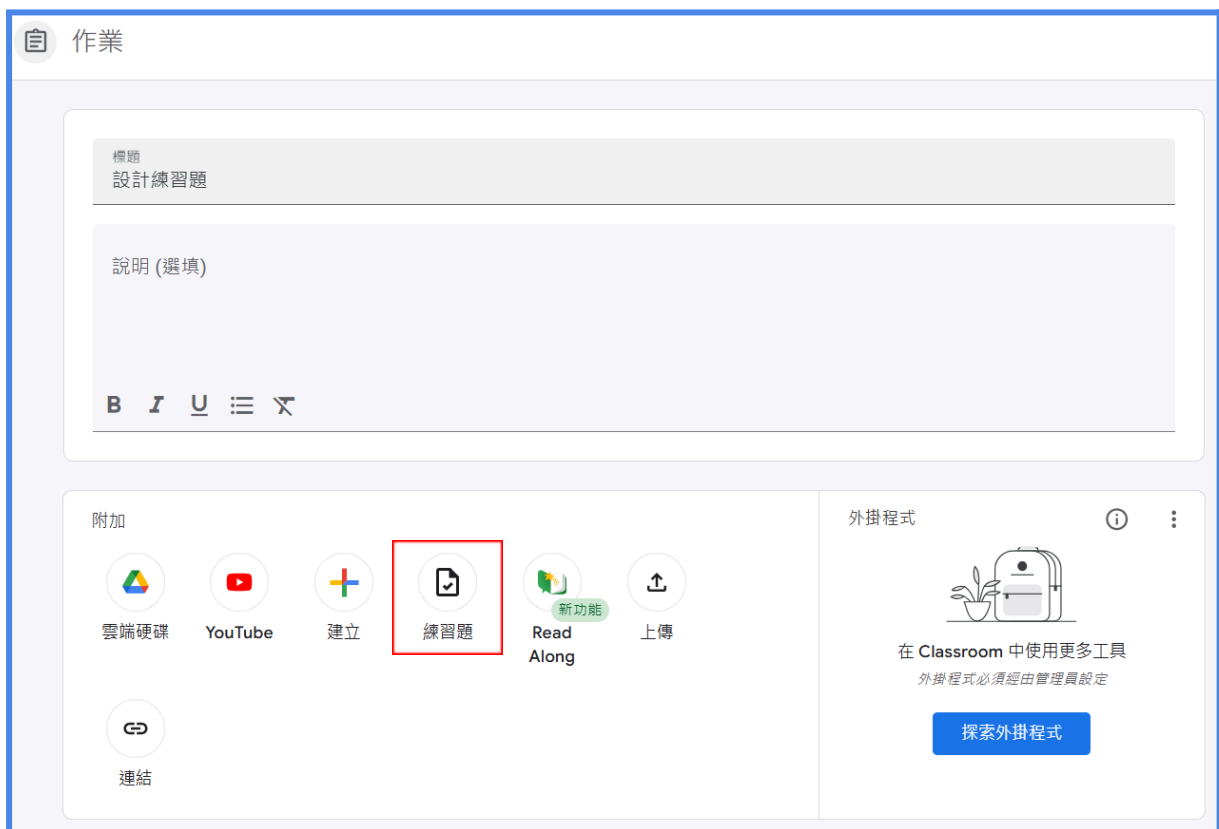 作業
標題
設計練習題
說明 (選填)
B I U
附加
雲端硬碟
YouTube
建立
練習題
新功能
Read
Along
上傳
連結
外掛程式
在 Classroom 中使用更多工具
外掛程式必須經由管理員設定
探索外掛程式